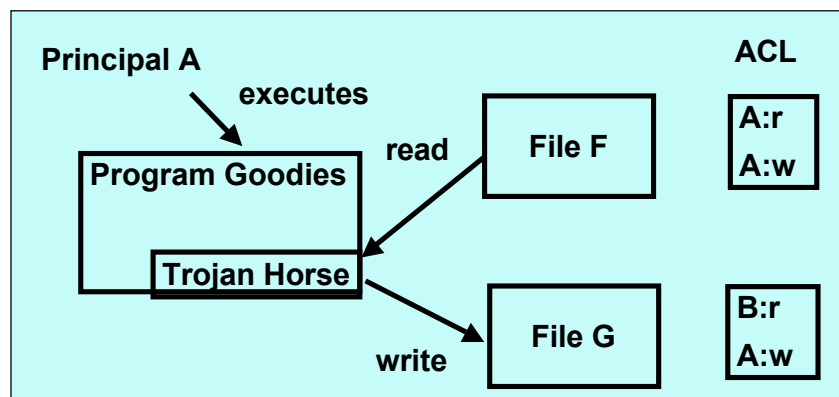 Principal A
ACL
executes
A:r
A:w
File F
read
Program Goodies
Trojan Horse
B:r
A:w
File G
write